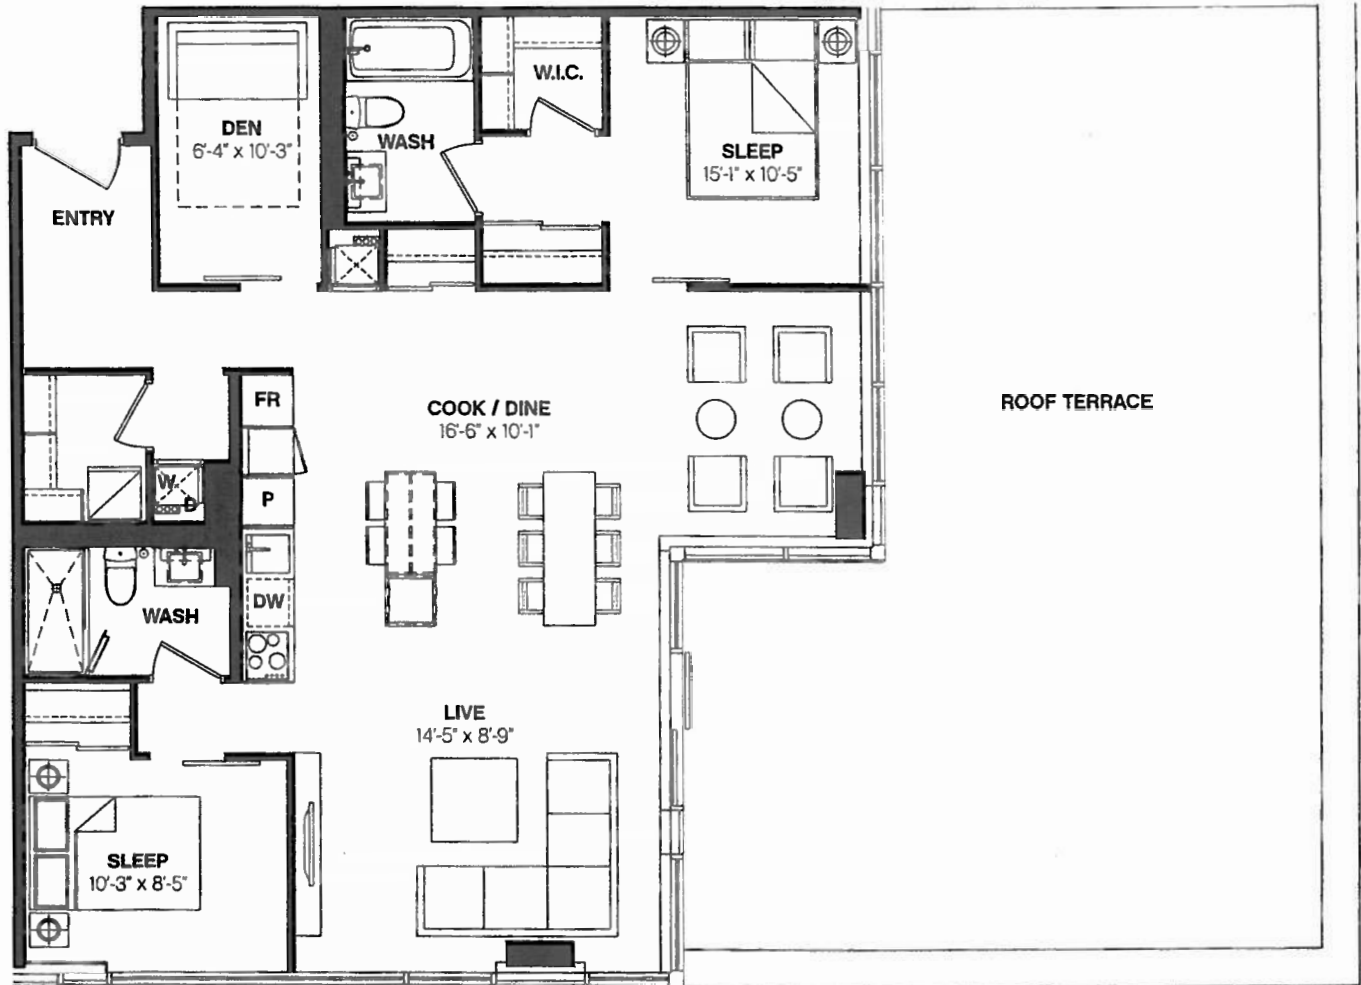 W.I.C.
DEN
6'-4" x 10'-3"
WASH
SLEEP
15'-1" x 10'-5"
ENTRY
ROOF TERRACE
FR
COOK / DINE
16'-6" x 10'-1"
W
D
P
DW
WASH
LIVE
14'-5" x 8'-9"
SLEEP
10'-3" x 8'-5"